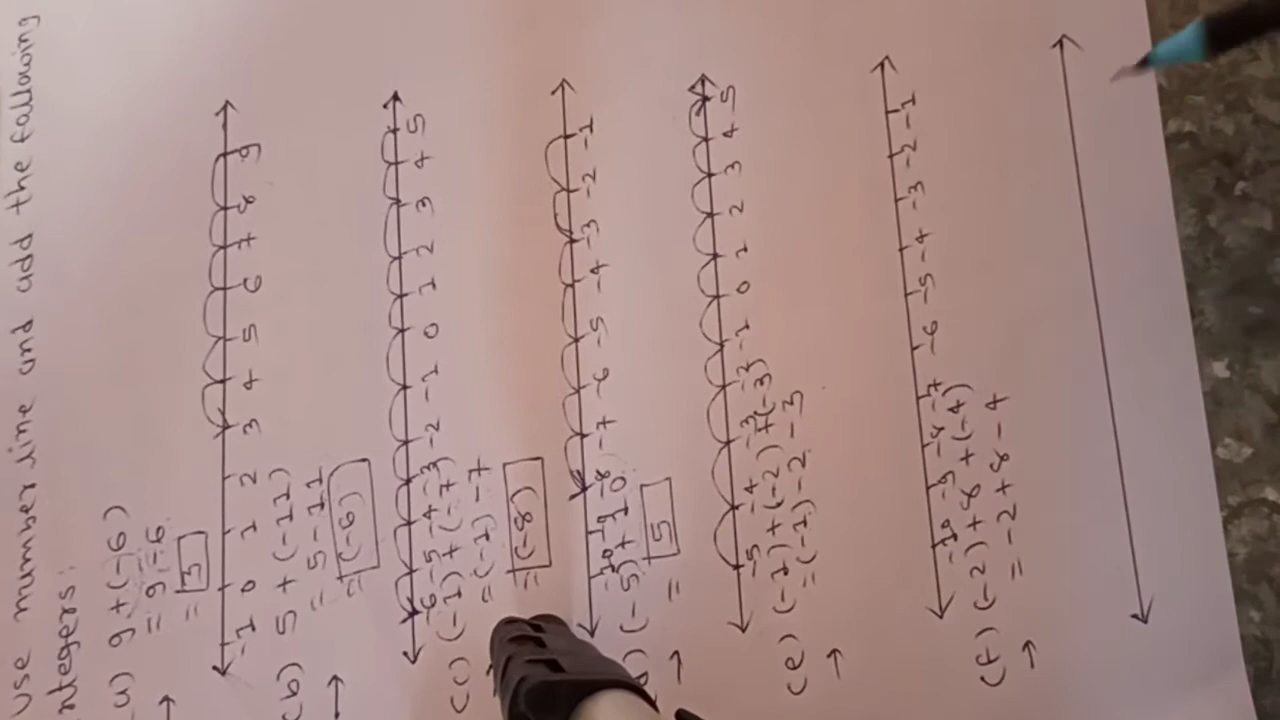 Use number line and add the following
integers:
(a) 9 + (-6)
→ = 9 - 6
= 3
-1 0 1 2 3 4 5 6 7 8 9
(b) 5 + (-11)
→ = 5 - 11
= (-6)
-6 -5 -4 -3 -2 -1 0 1 2 3 4 5
(c) (-1) + (-7)
= (-1) - 7
= (-8)
-10 -9 -8 -7 -6 -5 -4 -3 -2 -1
(d) (-5) + 10
→ = 5
-5 -4 -3 -2 -1 0 1 2 3 4 5
(e) (-1) + (-2) + (-3)
→ = (-1) - 2 - 3
-10 -9 -8 -7 -6 -5 -4 -3 -2 -1
(f) (-2) + 8 + (-4)
→ = -2 + 8 - 4